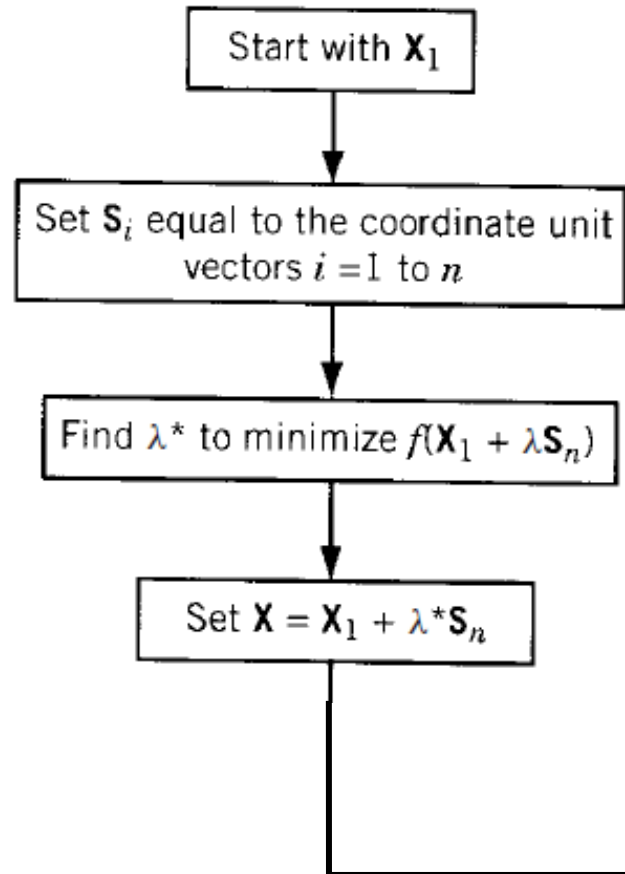 Start with X₁
Set Sᵢ equal to the coordinate unit
vectors i = 1 to n
Find λ* to minimize f(X₁ + λSₙ)
Set X = X₁ + λ*Sₙ